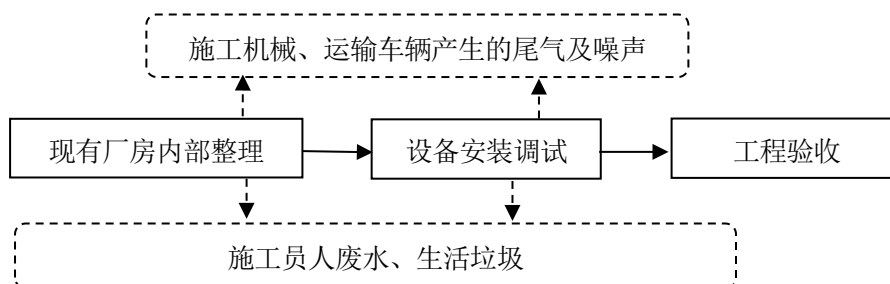 施工机械、运输车辆产生的尾气及噪声
现有厂房内部整理
设备安装调试
工程验收
施工员人废水、生活垃圾